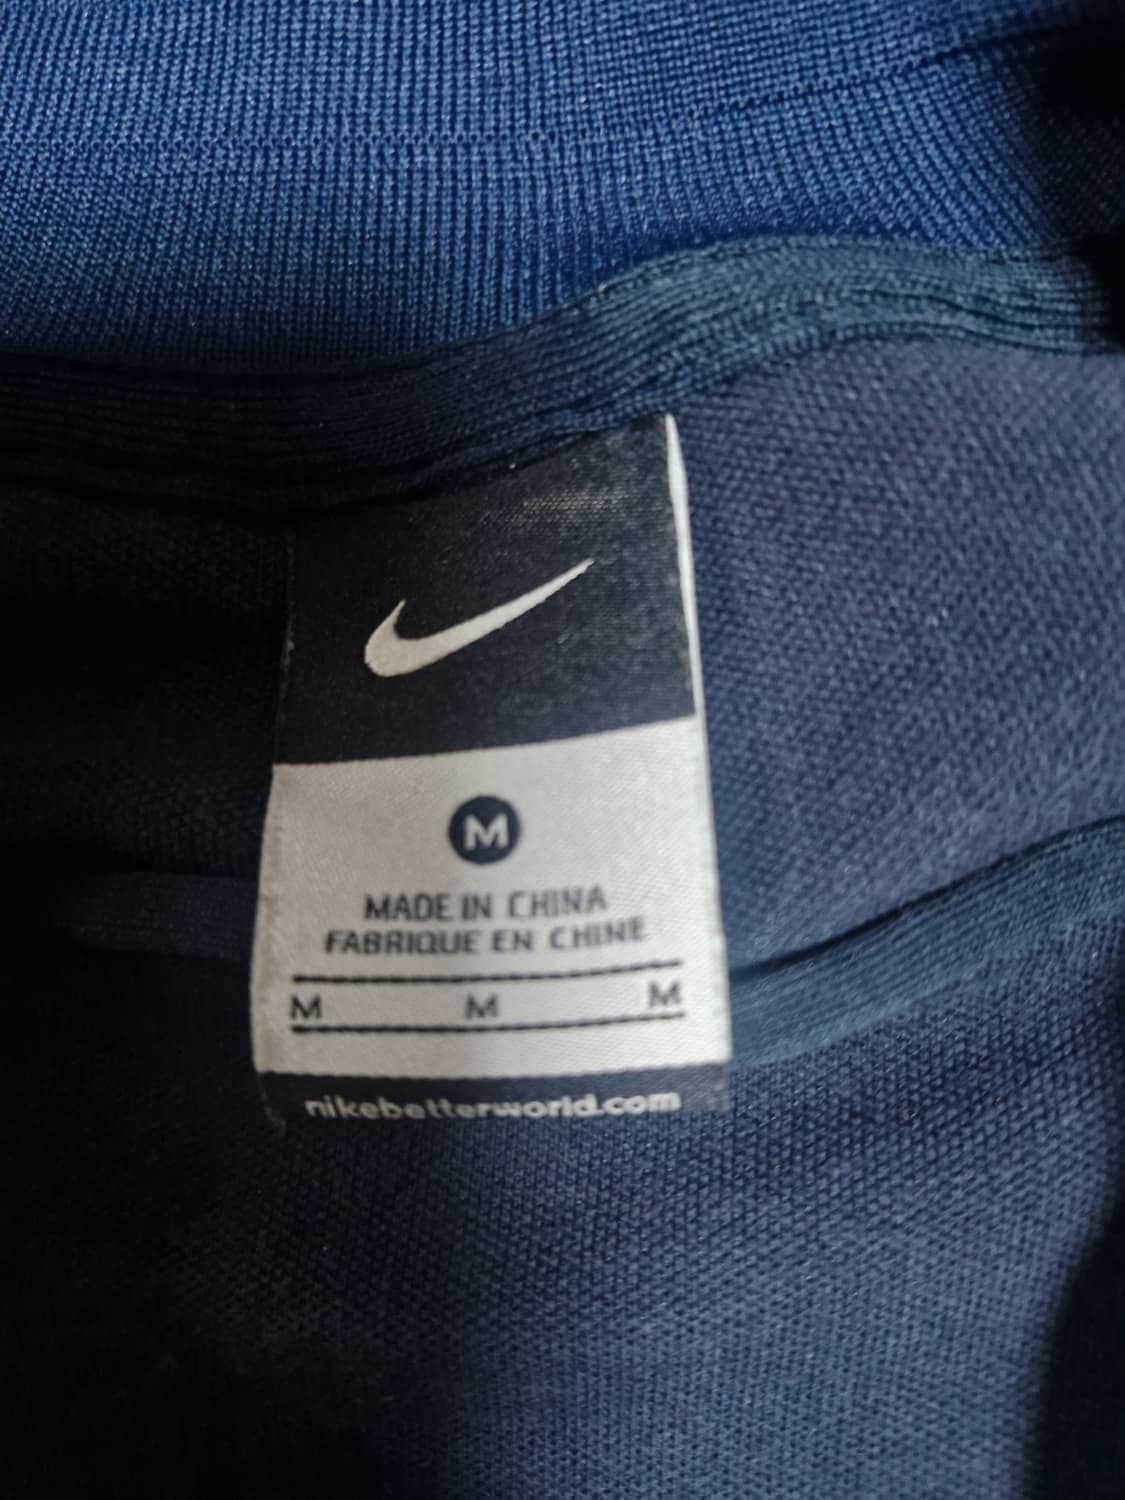 M
MADE IN CHINA
FABRIQUE EN CHINE
M M M
nikebetterworld.com